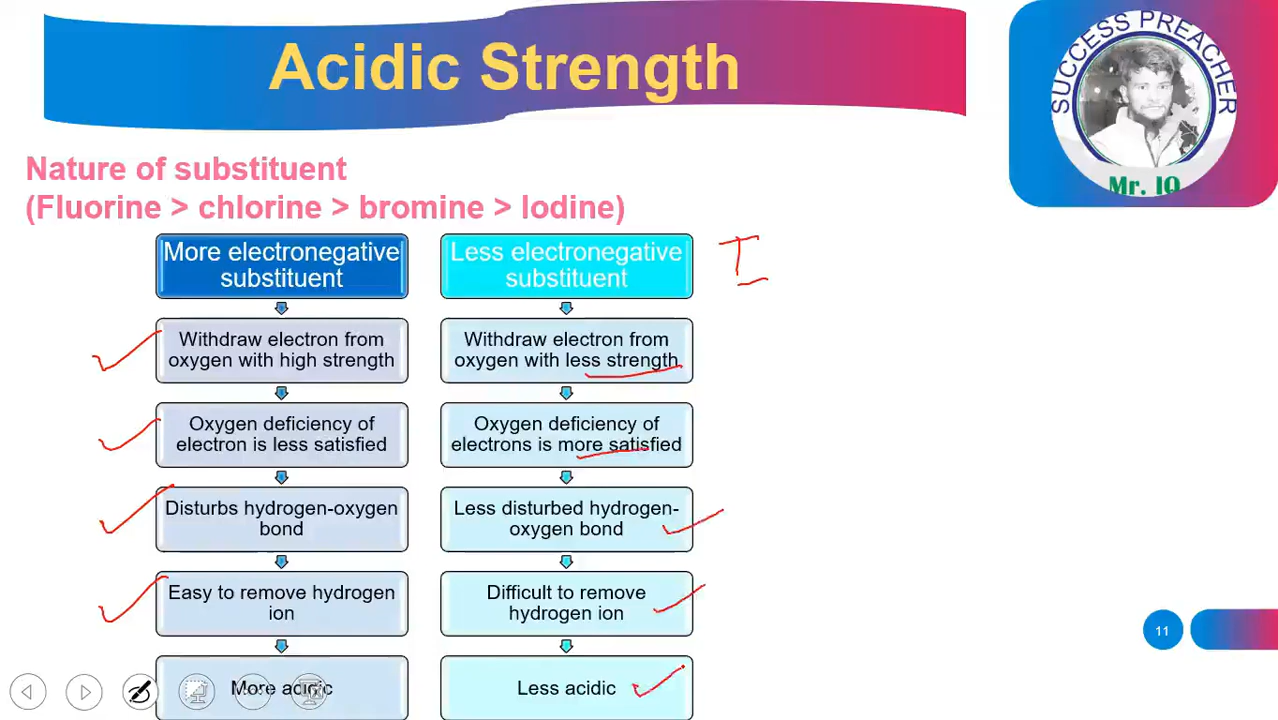 Acidic Strength
SUCCESS PREACHER
Mr. IQ
Nature of substituent
(Fluorine > chlorine > bromine > Iodine)
More electronegative
substituent
Withdraw electron from
oxygen with high strength
Oxygen deficiency of
electron is less satisfied
Disturbs hydrogen-oxygen
bond
Easy to remove hydrogen
ion
More acidic
Less electronegative
substituent
Withdraw electron from
oxygen with less strength
Oxygen deficiency of
electrons is more satisfied
Less disturbed hydrogen-
oxygen bond
Difficult to remove
hydrogen ion
Less acidic
I
11